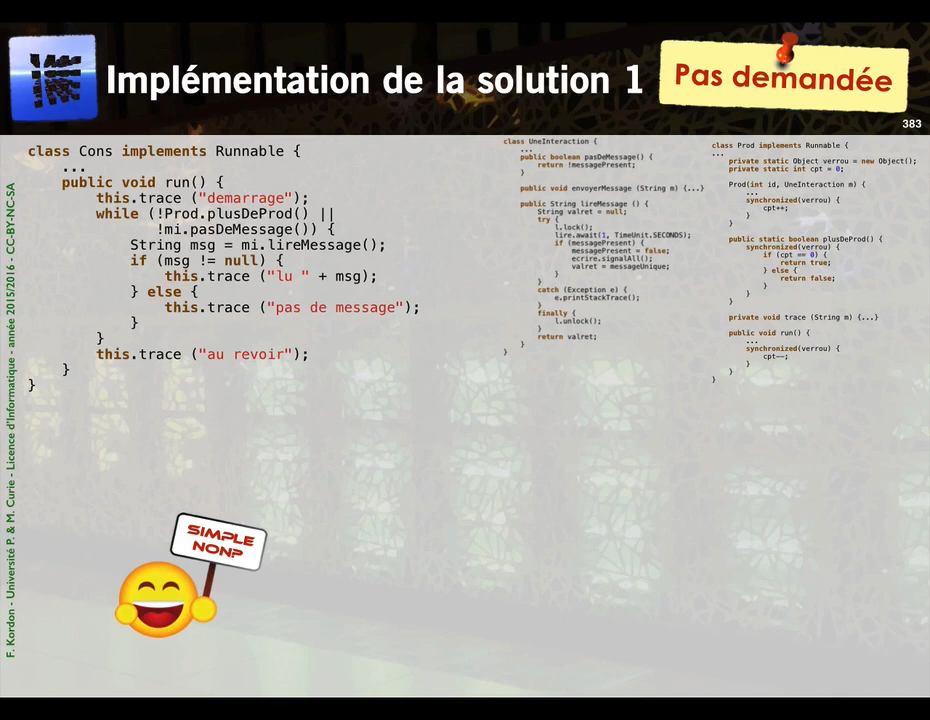 Implémentation de la solution 1
Pas demandée
383
class Cons implements Runnable {
...
public void run() {
this.trace ("demarrage");
while (!Prod.plusDeProd() ||
!mi.pasDeMessage()) {
String msg = mi.lireMessage();
if (msg != null) {
this.trace ("lu " + msg);
} else {
this.trace ("pas de message");
}
}
this.trace ("au revoir");
}
}
class UneInteraction {
...
public boolean pasDeMessage() {
return !messagePresent;
}
public void envoyerMessage (String m) {...}
public String lireMessage () {
String valret = null;
try {
l.lock();
lire.await(1, TimeUnit.SECONDS);
if (messagePresent) {
messagePresent = false;
ecrire.signalAll();
valret = messageUnique;
}
}
catch (Exception e) {
e.printStackTrace();
}
finally {
l.unlock();
}
return valret;
}
}
class Prod implements Runnable {
...
private static Object verrou = new Object();
private static int cpt = 0;
Prod(int id, UneInteraction m) {
...
synchronized(verrou) {
cpt++;
}
}
public static boolean plusDeProd() {
synchronized(verrou) {
if (cpt == 0) {
return true;
} else {
return false;
}
}
}
private void trace (String m) {...}
public void run() {
...
synchronized(verrou) {
cpt--;
}
}
}
SIMPLE
NON?
F. Kordon - Université P. & M. Curie - Licence d'Informatique - année 2015/2016 - CC-BY-NC-SA